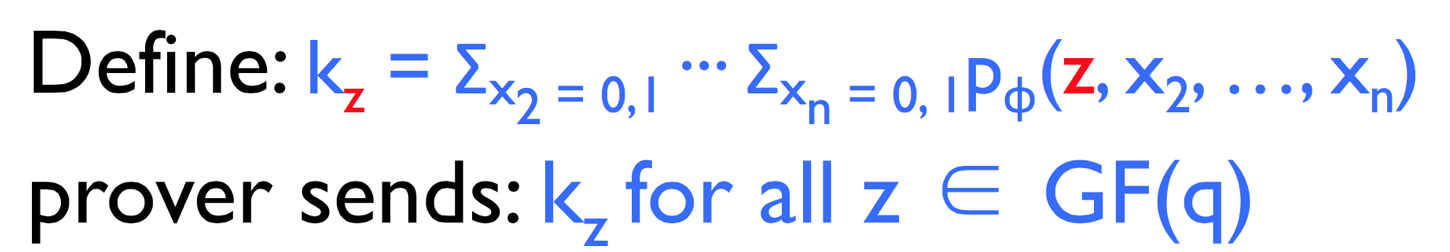 Define: k_z = Σ_{x_2 = 0,1} ··· Σ_{x_n = 0, 1} p_ϕ(z, x_2, …, x_n)
prover sends: k_z for all z ∈ GF(q)